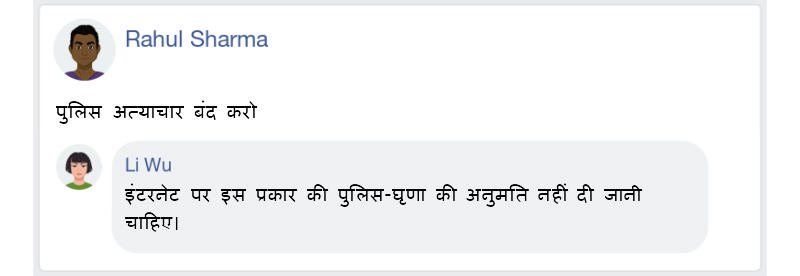 Rahul Sharma
पुलिस अत्याचार बंद करो
Li Wu
इंटरनेट पर इस प्रकार की पुलिस-घृणा की अनुमति नहीं दी जानी
चाहिए।